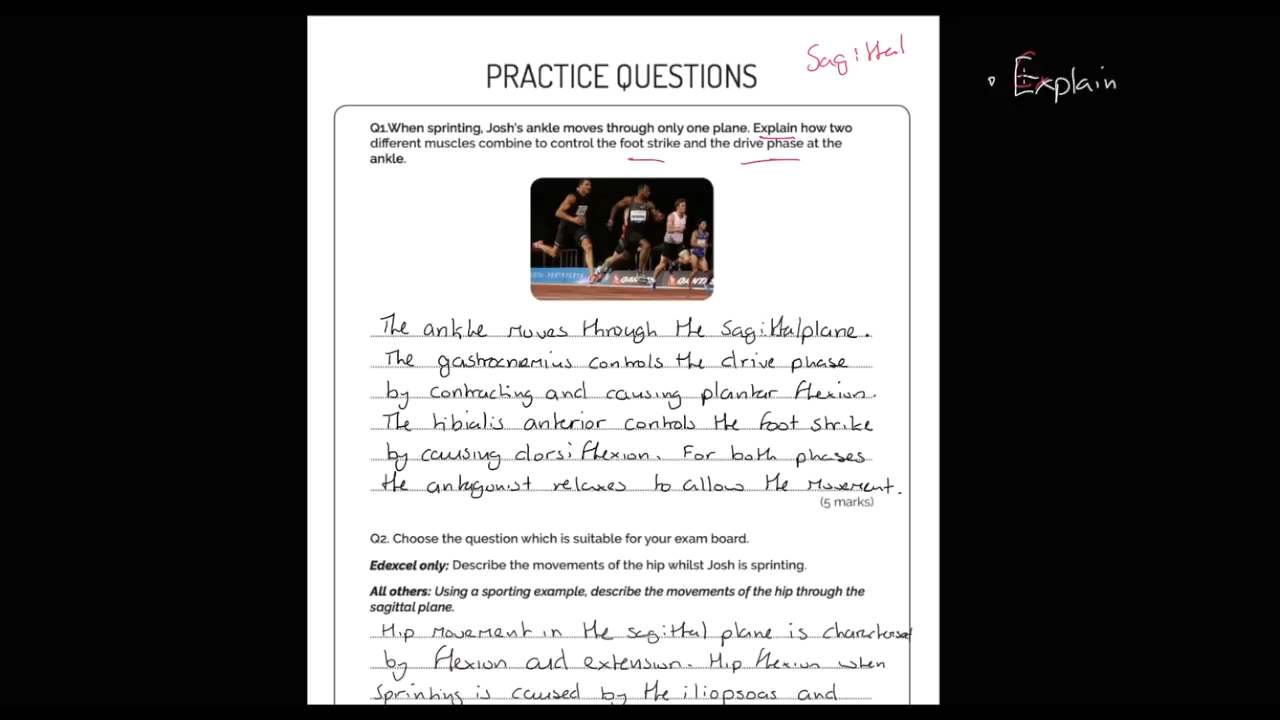 Sagittal
PRACTICE QUESTIONS
Explain
Q1.When sprinting, Josh's ankle moves through only one plane. Explain how two
different muscles combine to control the foot strike and the drive phase at the
ankle.
The ankle moves through the Sagittal plane.
The gastrocnemius controls the drive phase
by contracting and causing plantar flexion.
The tibialis anterior controls the foot strike
by causing dorsiflexion. For both phases
the antagonist relaxes to allow the movement.
(5 marks)
Q2. Choose the question which is suitable for your exam board.
Edexcel only: Describe the movements of the hip whilst Josh is sprinting.
All others: Using a sporting example, describe the movements of the hip through the
sagittal plane.
Hip movement in the sagittal plane is characterised
by flexion and extension. Hip flexion when
Sprinting is caused by the iliopsoas and